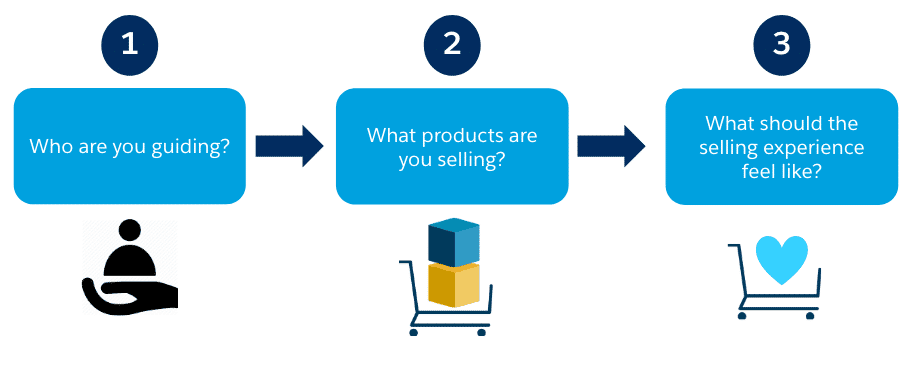 1
2
3
Who are you guiding?
What products are
you selling?
What should the
selling experience
feel like?